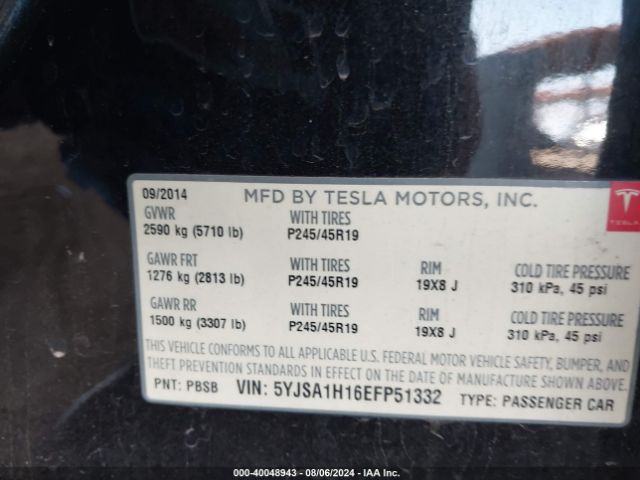 09/2014 MFD BY TESLA MOTORS, INC.
GVWR WITH TIRES
2590 kg (5710 lb) P245/45R19
GAWR FRT WITH TIRES RIM COLD TIRE PRESSURE
1276 kg (2813 lb) P245/45R19 19X8 J 310 kPa, 45 psi
GAWR RR WITH TIRES RIM COLD TIRE PRESSURE
1500 kg (3307 lb) P245/45R19 19X8 J 310 kPa, 45 psi
THIS VEHICLE CONFORMS TO ALL APPLICABLE U.S. FEDERAL MOTOR VEHICLE SAFETY, BUMPER, AND
THEFT PREVENTION STANDARDS IN EFFECT ON THE DATE OF MANUFACTURE SHOWN ABOVE.
PNT: PBSB VIN: 5YJSA1H16EFP51332 TYPE: PASSENGER CAR
TESLA
000-40048943 - 08/06/2024 - IAA Inc.